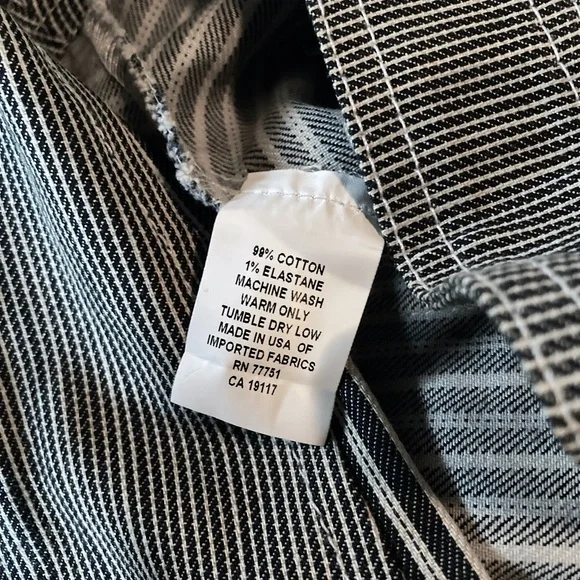 99% COTTON
1% ELASTANE
MACHINE WASH
WARM ONLY
TUMBLE DRY LOW
MADE IN USA OF
IMPORTED FABRICS
RN 77751
CA 19117